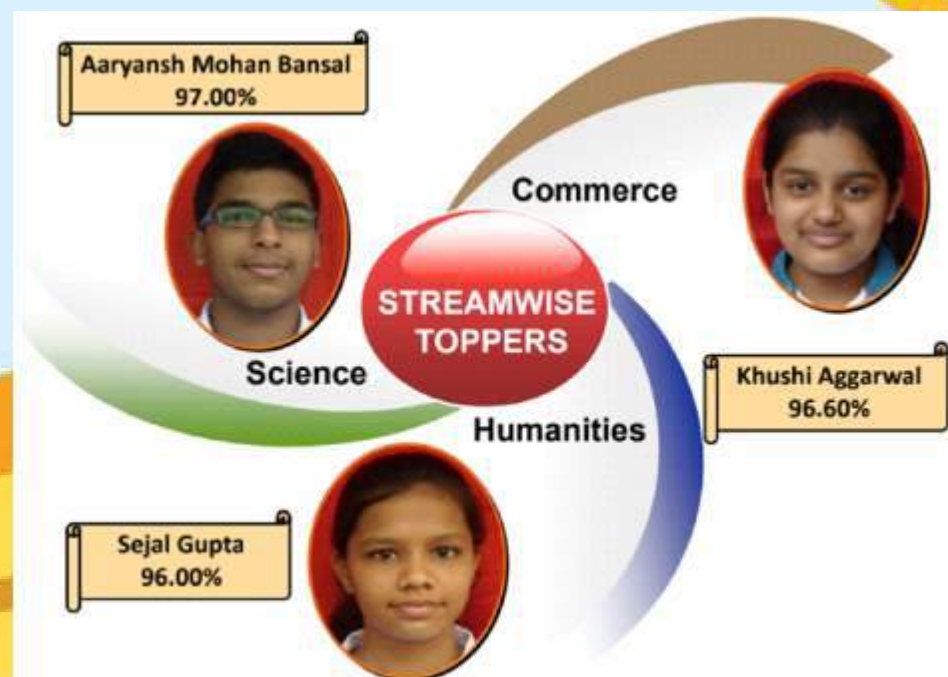 Aaryansh Mohan Bansal
97.00%
Commerce
STREAMWISE
TOPPERS
Science
Khushi Aggarwal
96.60%
Humanities
Sejal Gupta
96.00%